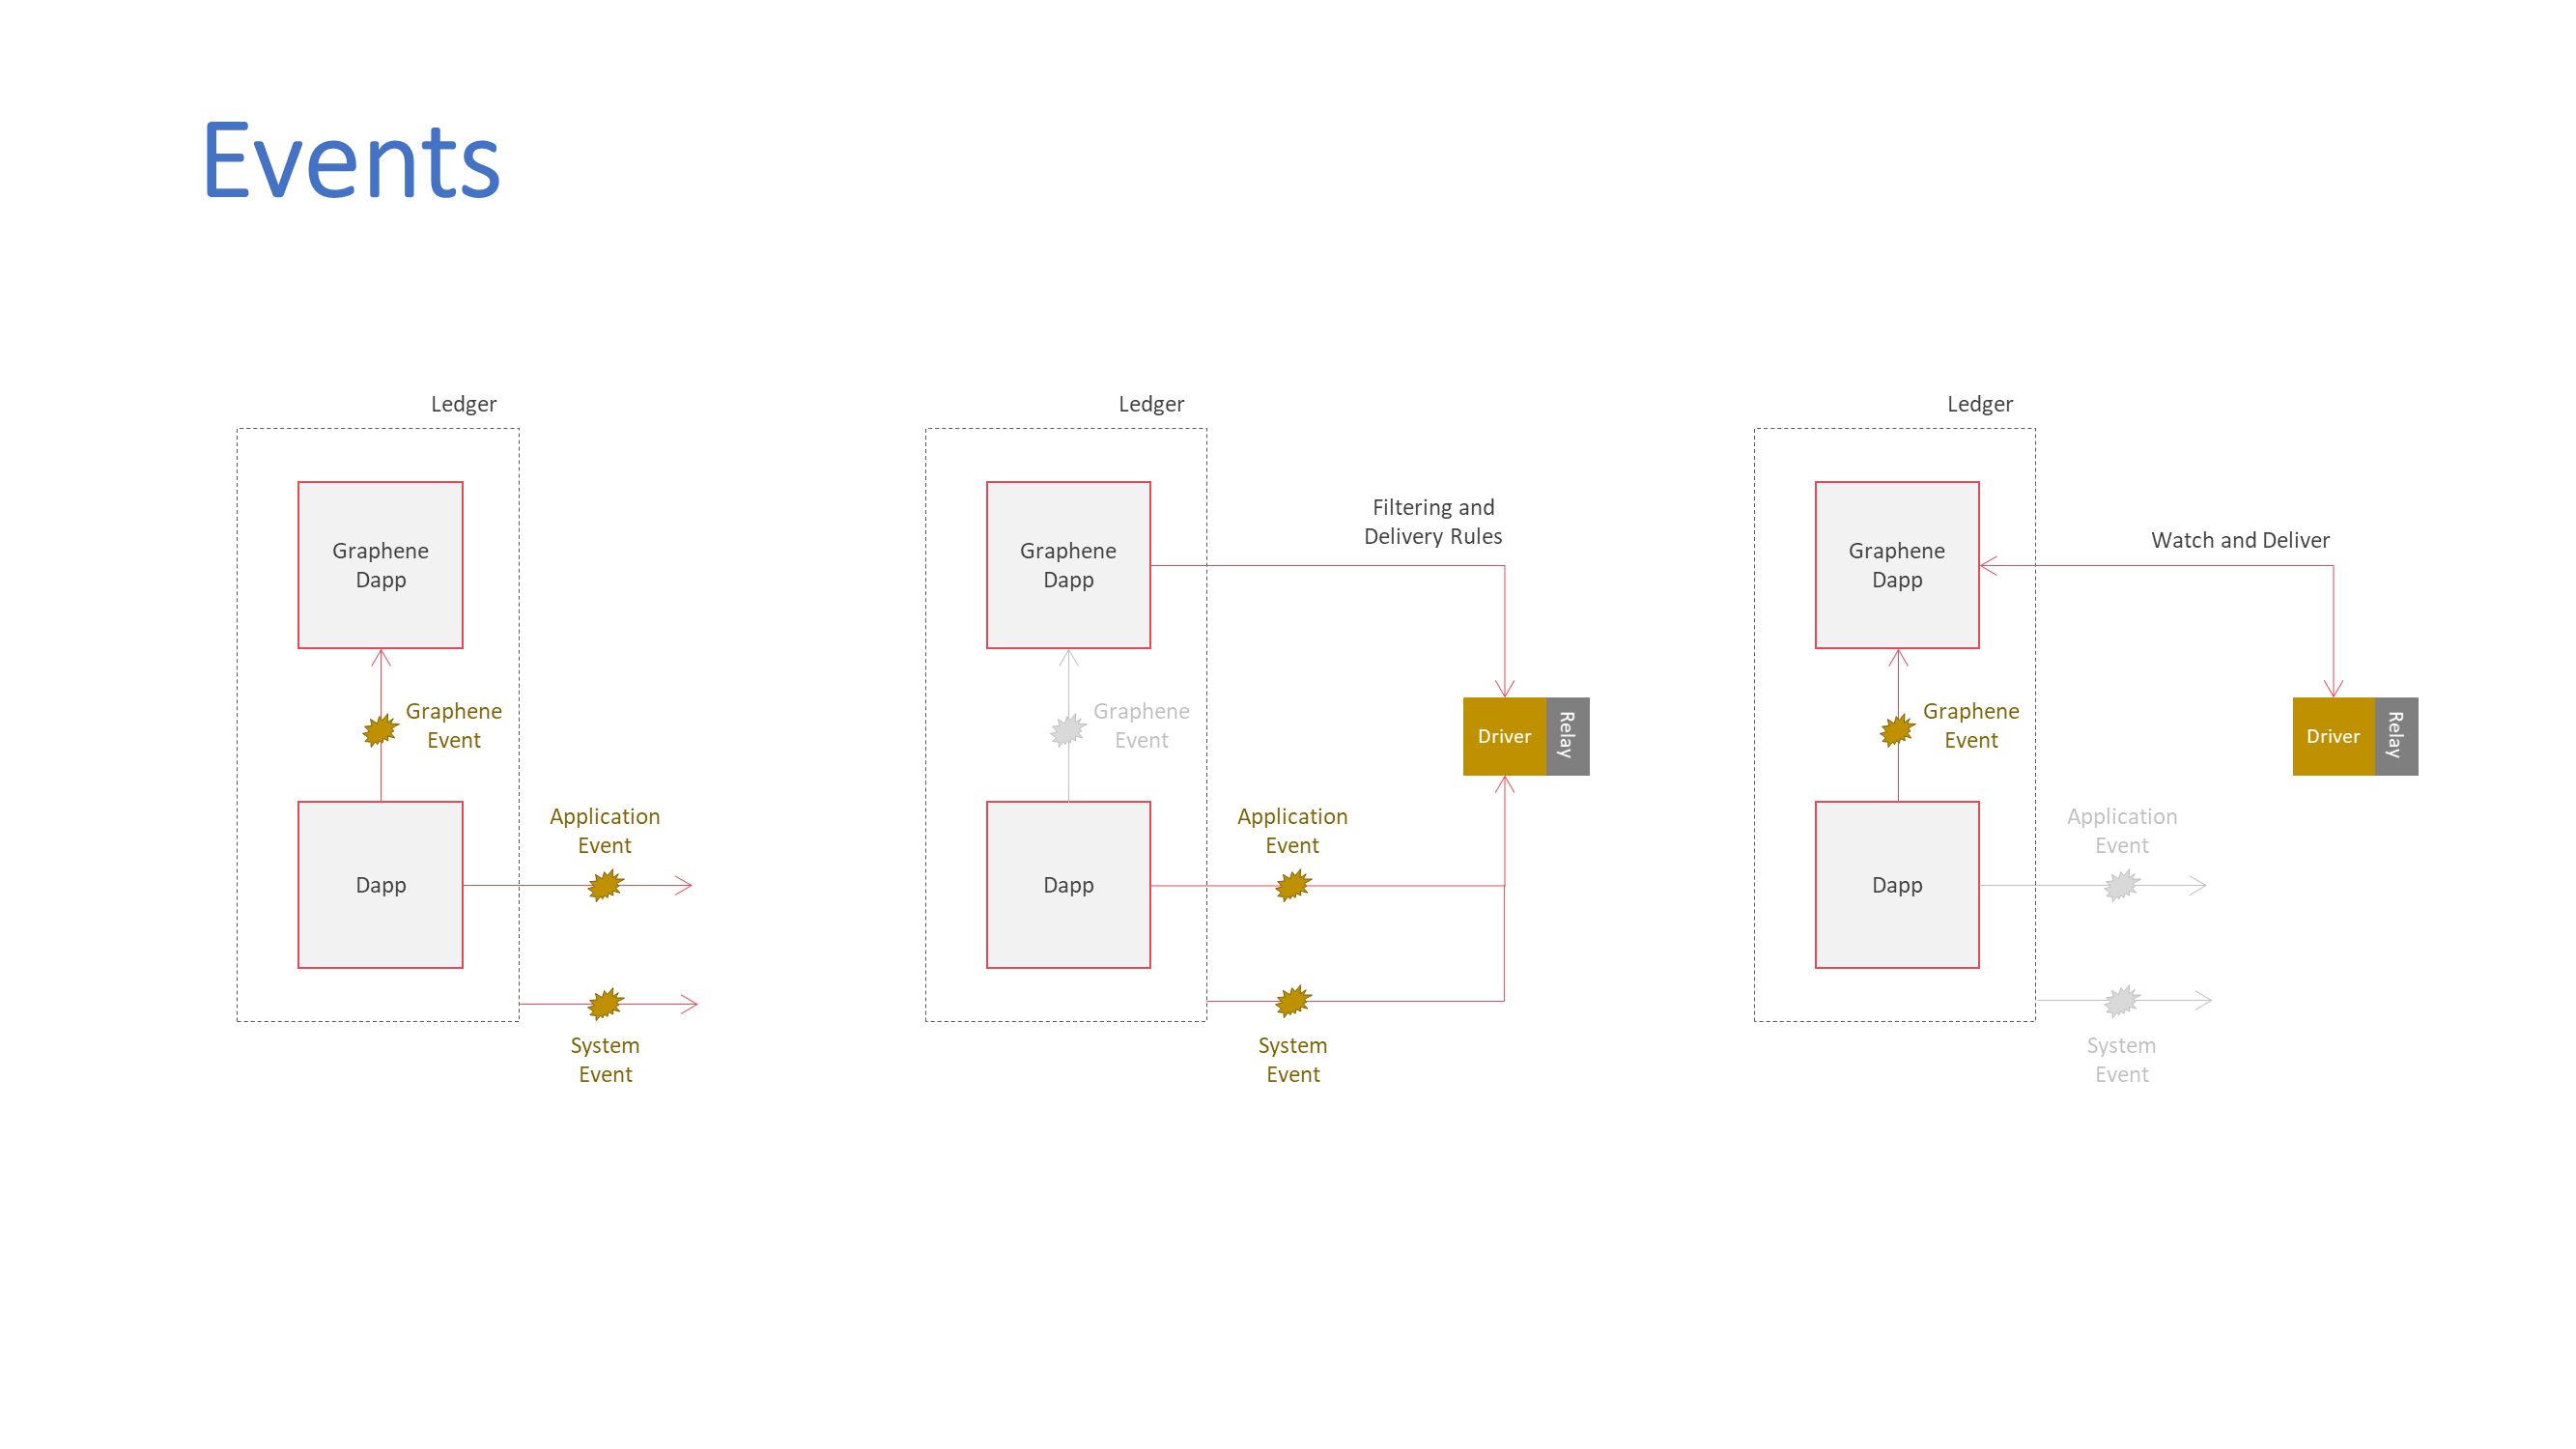 Events
Ledger
Graphene
Dapp
Graphene
Event
Application
Event
Dapp
System
Event
Ledger
Graphene
Dapp
Filtering and
Delivery Rules
Graphene
Event
Driver
Relay
Application
Event
Dapp
System
Event
Ledger
Graphene
Dapp
Watch and Deliver
Graphene
Event
Driver
Relay
Application
Event
Dapp
System
Event